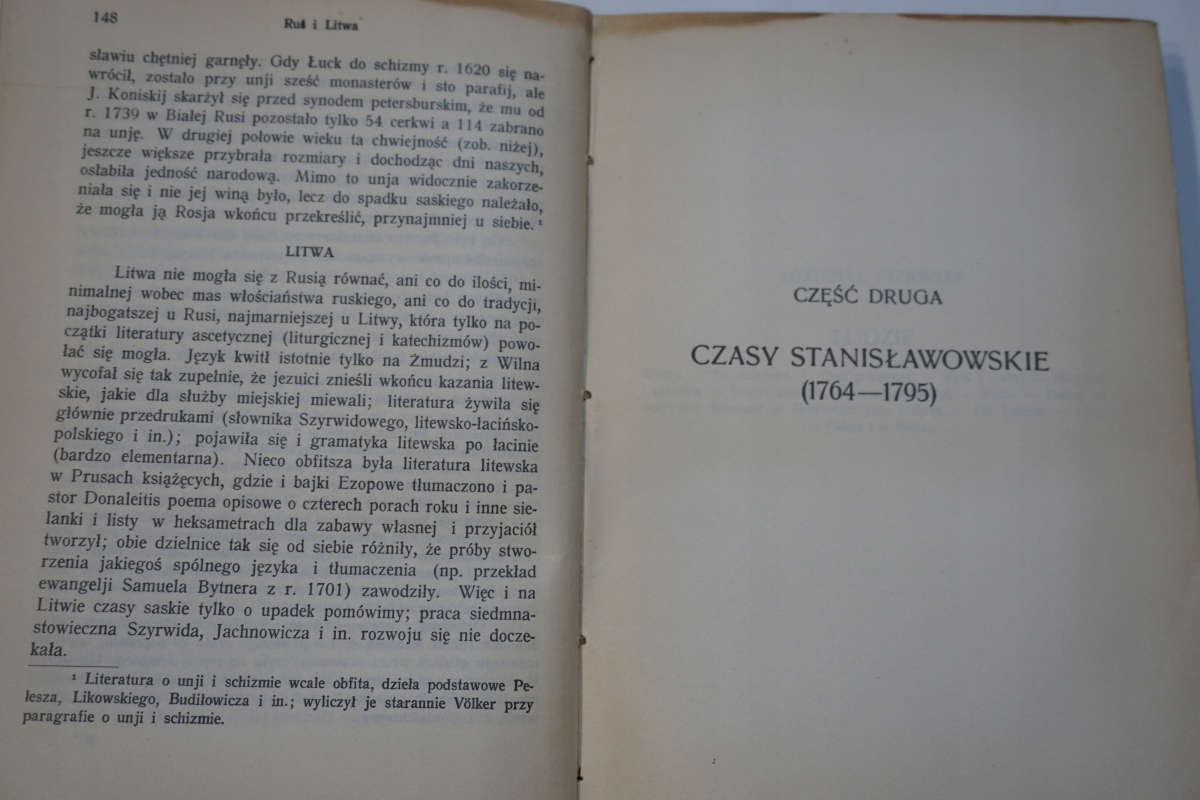 148
Ruś i Litwa
sławiu chętniej garnęły. Gdy Łuck do schizmy r. 1620 się na-
wrócił, zostało przy unji sześć monasterów i sto parafij, ale
J. Koniskij skarżył się przed synodem petersburskim, że mu od
r. 1739 w Białej Rusi pozostało tylko 54 cerkwi a 114 zabrano
na unję. W drugiej połowie wieku ta chwiejność (zob. niżej),
jeszcze większe przybrała rozmiary i dochodząc dni naszych,
osłabiła jedność narodową. Mimo to unja widocznie zakorze-
niała się i nie jej winą było, lecz do spadku saskiego należało,
że mogła ją Rosja wkońcu przekreślić, przynajmniej u siebie. ¹
LITWA
Litwa nie mogła się z Rusią równać, ani co do ilości, mi-
nimalnej wobec mas włościaństwa ruskiego, ani co do tradycji,
najbogatszej u Rusi, najmarniejszej u Litwy, która tylko na po-
czątki literatury ascetycznej (liturgicznej i katechizmów) powo-
łać się mogła. Język kwitł istotnie tylko na Żmudzi; z Wilna
wycofał się tak zupełnie, że jezuici znieśli wkońcu kazania litew-
skie, jakie dla służby miejskiej miewali; literatura żywiła się
głównie przedrukami (słownika Szyrwidowego, litewsko-łacińsko-
polskiego i in.); pojawiła się i gramatyka litewska po łacinie
(bardzo elementarna). Nieco obfitsza była literatura litewska
w Prusach książęcych, gdzie i bajki Ezopowe tłumaczono i pa-
stor Donaleitis poema opisowe o czterech porach roku i inne sie-
lanki i listy w heksametrach dla zabawy własnej i przyjaciół
tworzył; obie dzielnice tak się od siebie różniły, że próby stwo-
rzenia jakiegoś spólnego języka i tłumaczenia (np. przekład
ewangelji Samuela Bytnera z r. 1701) zawodziły. Więc i na
Litwie czasy saskie tylko o upadek pomówimy; praca siedmna-
stowieczna Szyrwida, Jachnowicza i in. rozwoju się nie docze-
kała.
¹ Literatura o unji i schizmie wcale obfita, dzieła podstawowe Pe-
łesza, Likowskiego, Budiłowicza i in.; wyliczył je starannie Völker przy
paragrafie o unji i schizmie.
CZĘŚĆ DRUGA
CZASY STANISŁAWOWSKIE
(1764—1795)